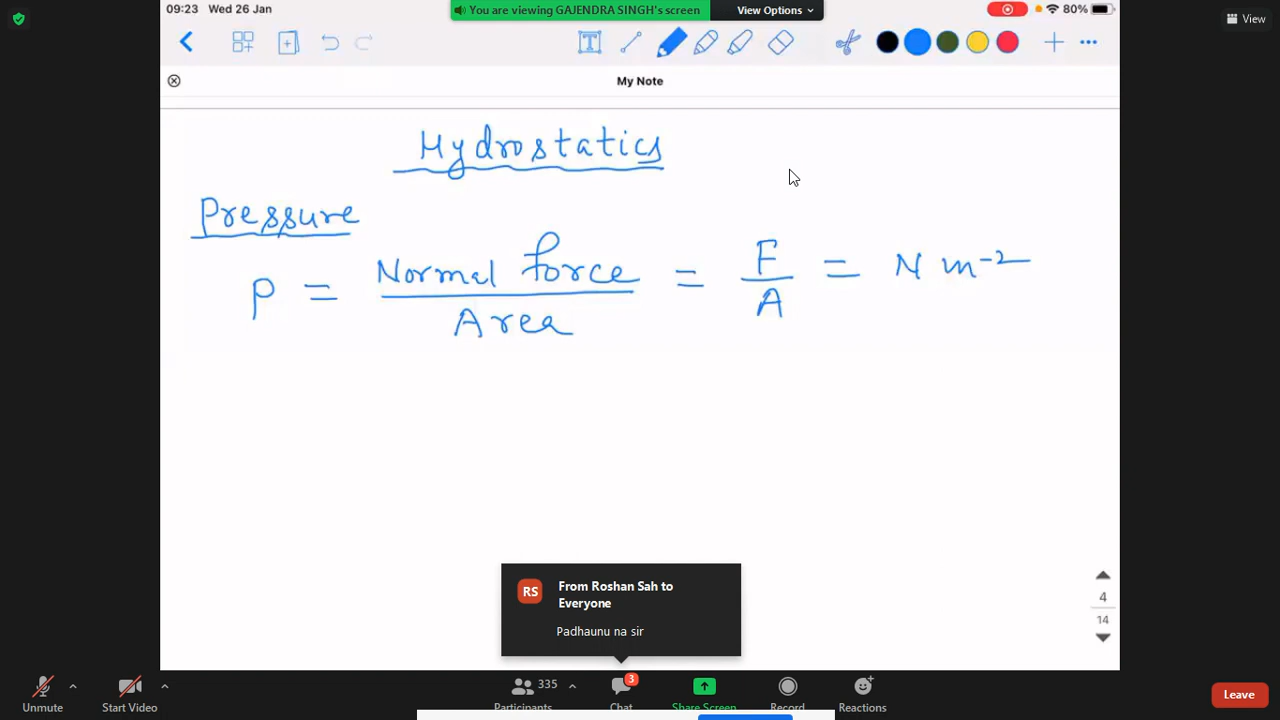 09:23 Wed 26 Jan
You are viewing GAJENDRA SINGH's screen
View Options
80%
View
My Note
Hydrostatics
Pressure
P = Normal force / Area = F / A = N m⁻²
RS
From Roshan Sah to
Everyone
Padhaunu na sir
4
14
Unmute
Start Video
335
Participants
3
Chat
Share Screen
Record
Reactions
Leave